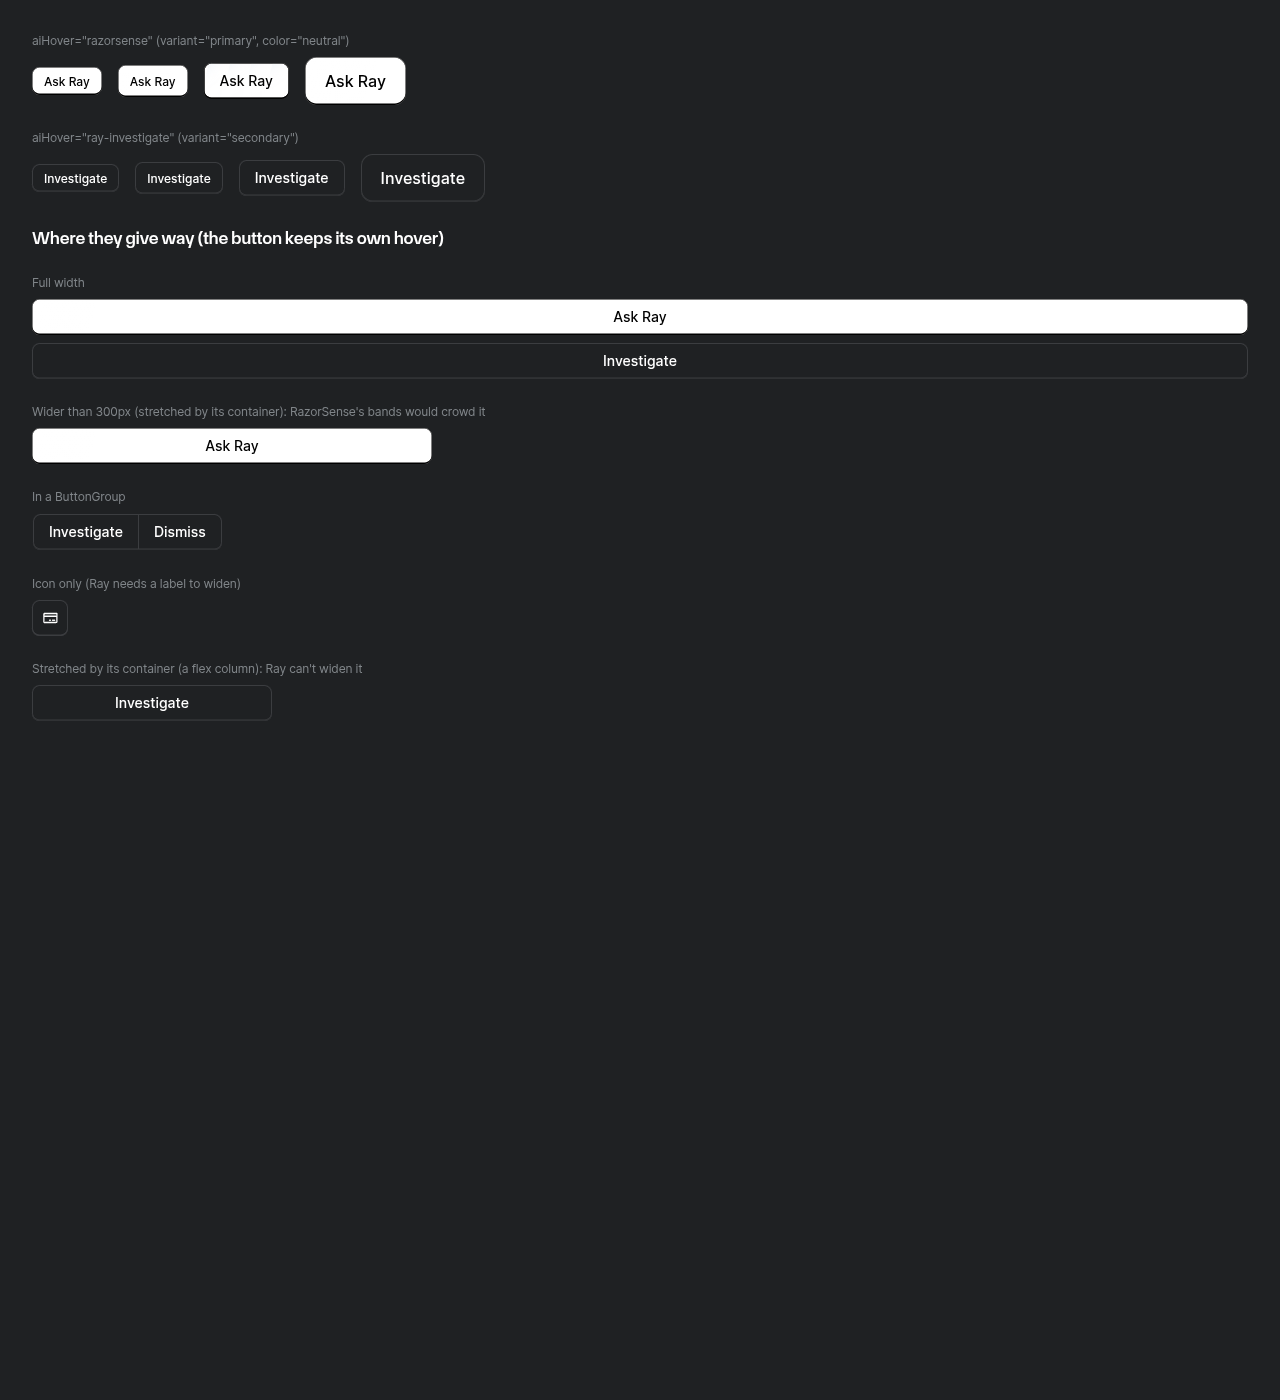 aiHover="razorsense" (variant="primary", color="neutral")
Ask Ray Ask Ray Ask Ray Ask Ray
aiHover="ray-investigate" (variant="secondary")
Investigate Investigate Investigate Investigate
Where they give way (the button keeps its own hover)
Full width
Ask Ray
Investigate
Wider than 300px (stretched by its container): RazorSense's bands would crowd it
Ask Ray
In a ButtonGroup
Investigate Dismiss
Icon only (Ray needs a label to widen)
Stretched by its container (a flex column): Ray can't widen it
Investigate